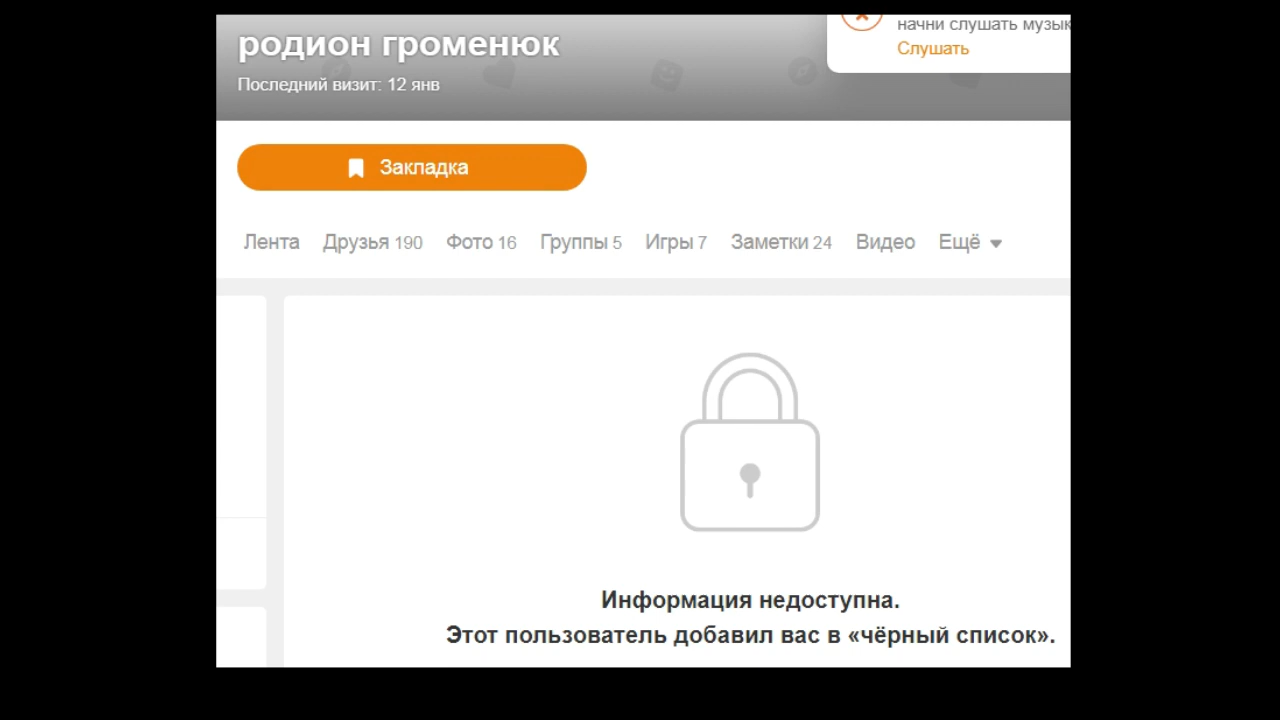 родион громенюк
Последний визит: 12 янв
начни слушать музык
Слушать
Закладка
Лента Друзья 190 Фото 16 Группы 5 Игры 7 Заметки 24 Видео Ещё
Информация недоступна.
Этот пользователь добавил вас в «чёрный список».